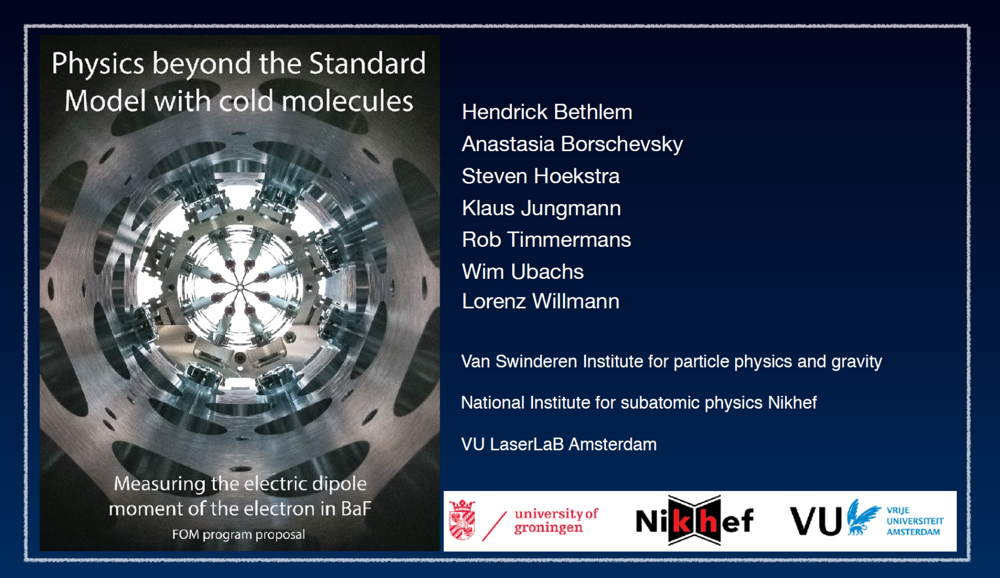 Physics beyond the Standard
Model with cold molecules
Measuring the electric dipole
moment of the electron in BaF
FOM program proposal
Hendrick Bethlem
Anastasia Borschevsky
Steven Hoekstra
Klaus Jungmann
Rob Timmermans
Wim Ubachs
Lorenz Willmann
Van Swinderen Institute for particle physics and gravity
National Institute for subatomic physics Nikhef
VU LaserLaB Amsterdam
university of
groningen
Nikhef
VU
VRIJE
UNIVERSITEIT
AMSTERDAM